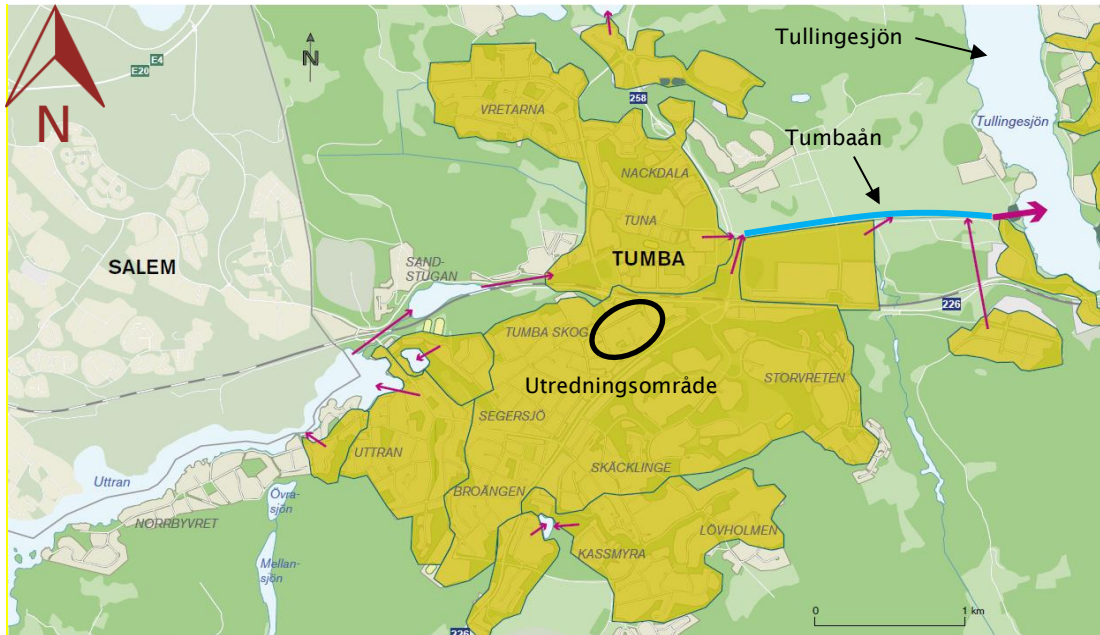 E4
E20
N
N
VRETARNA
258
Tullingesjön
Tullingesjön
Tumbaån
NACKDALA
TUNA
SALEM
SAND-
STUGAN
TUMBA
226
TUMBA SKOG
Utredningsområde
STORVRETEN
SEGERSJÖ
UTTRAN
SKÄCKLINGE
Uttran
BROÄNGEN
Övra-
sjön
NORRBYVRET
LÖVHOLMEN
KASSMYRA
Mellan-
sjön
0
1 km
226